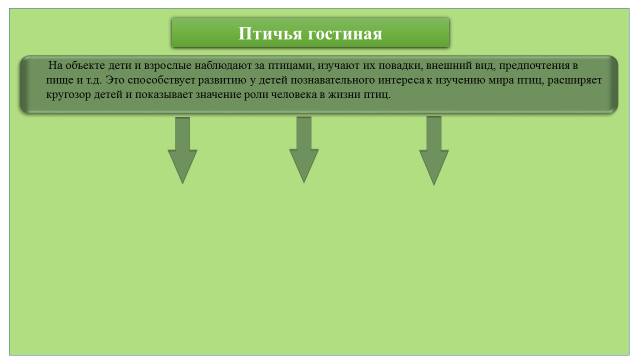 Птичья гостиная
На объекте дети и взрослые наблюдают за птицами, изучают их повадки, внешний вид, предпочтения в
пище и т.д. Это способствует развитию у детей познавательного интереса к изучению мира птиц, расширяет
кругозор детей и показывает значение роли человека в жизни птиц.